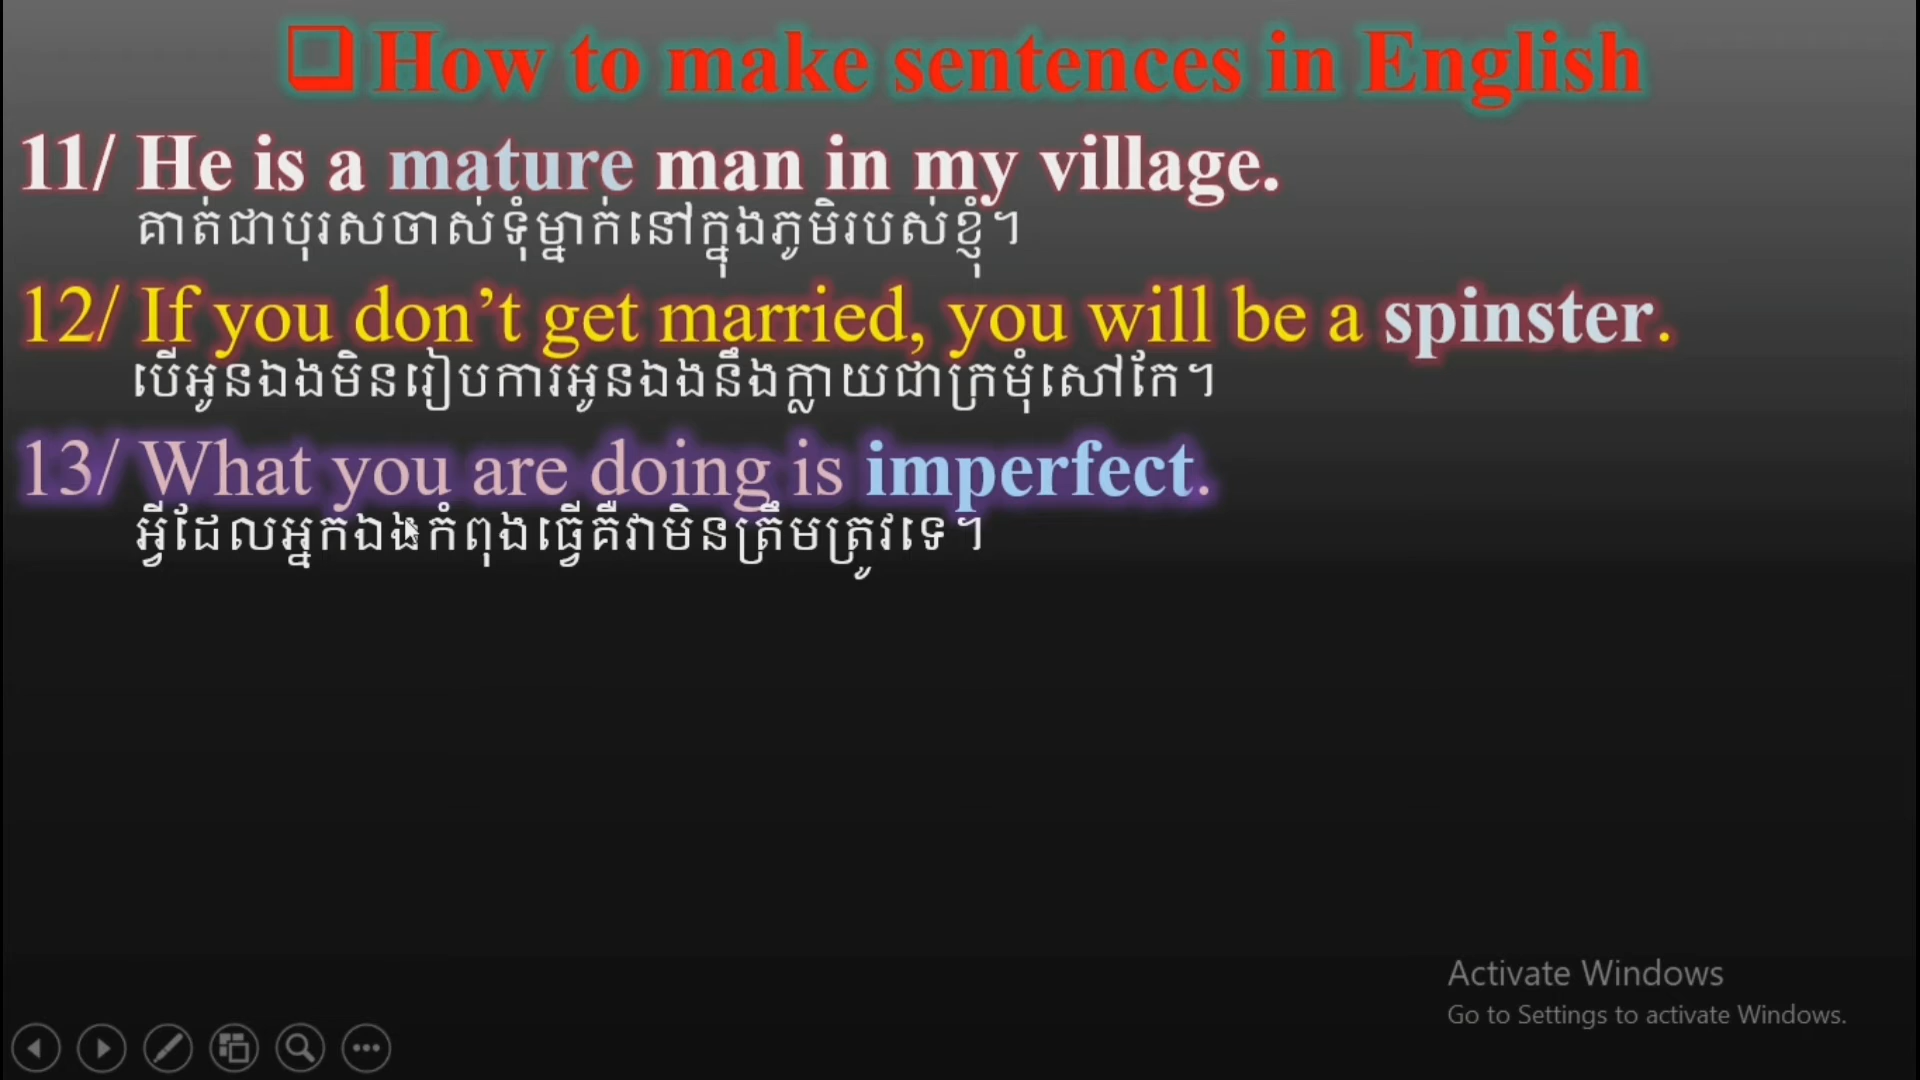 ❑ How to make sentences in English
11/ He is a mature man in my village.
គាត់ជាបុរសចាស់ទុំម្នាក់នៅក្នុងភូមិរបស់ខ្ញុំ។
12/ If you don’t get married, you will be a spinster.
បើអូនឯងមិនរៀបការអូនឯងនឹងក្លាយជាក្រមុំសៅកែ។
13/ What you are doing is imperfect.
អ្វីដែលអ្នកឯងកំពុងធ្វើគឺវាមិនត្រឹមត្រូវទេ។
Activate Windows
Go to Settings to activate Windows.